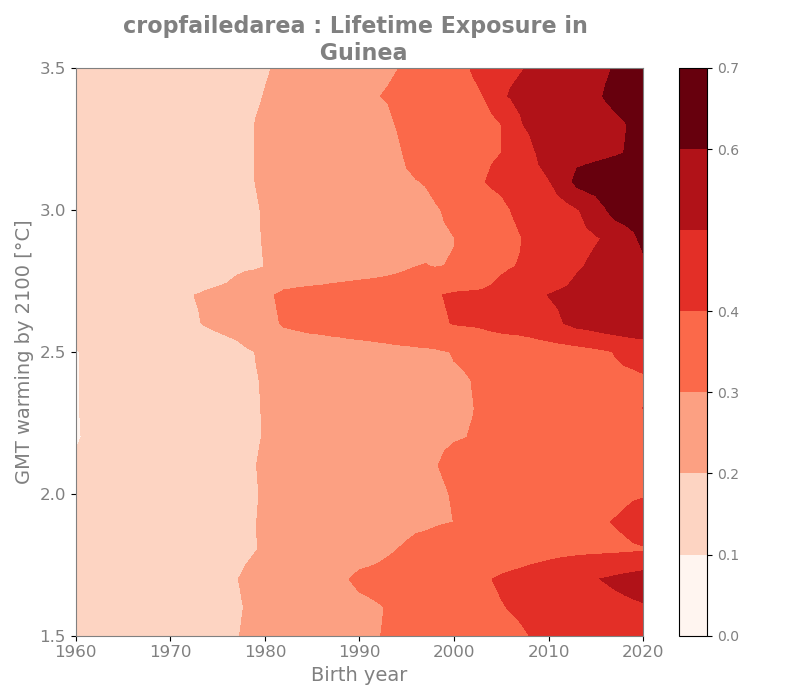 cropfailedarea : Lifetime Exposure in
Guinea
GMT warming by 2100 [°C]
3.5
3.0
2.5
2.0
1.5
1960 1970 1980 1990 2000 2010 2020
Birth year
0.7
0.6
0.4
0.3
0.2
0.1
0.0